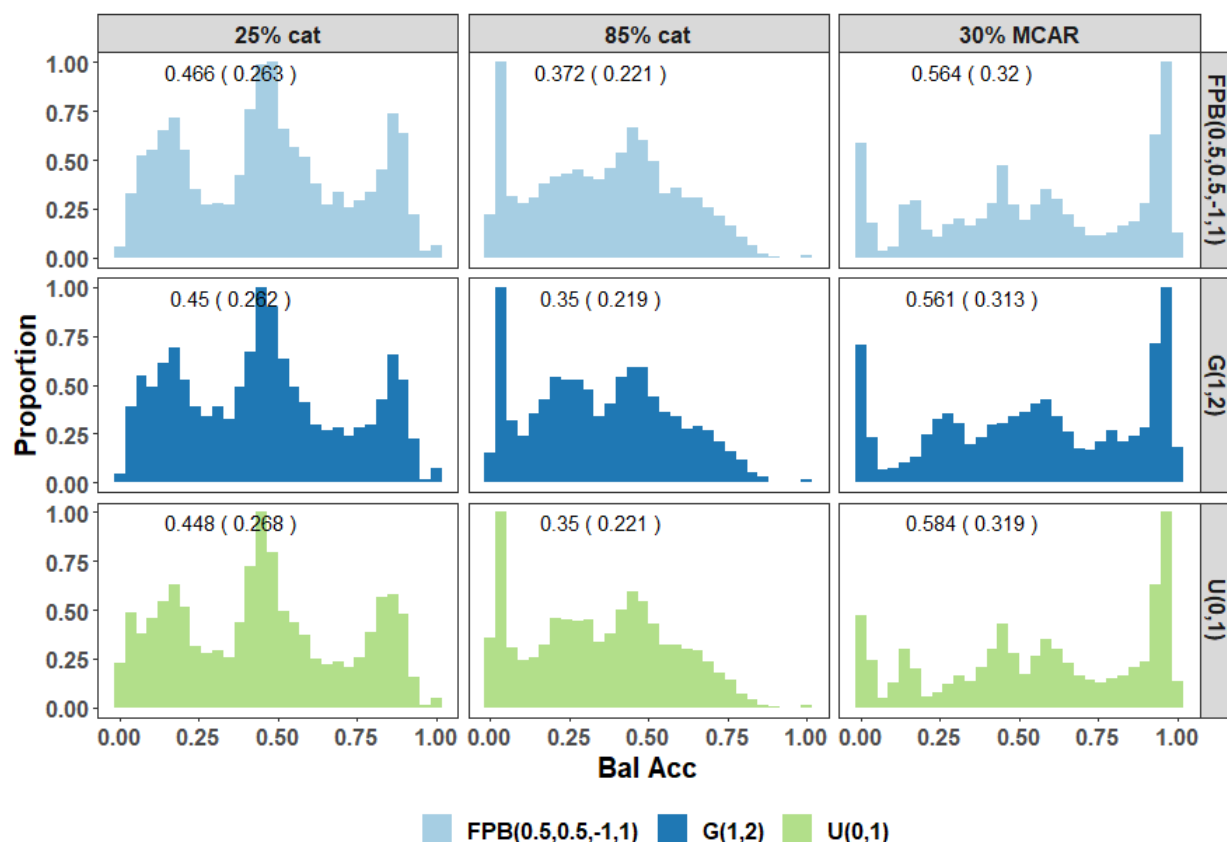 25% cat 85% cat 30% MCAR
0.466 ( 0.263 ) 0.372 ( 0.221 ) 0.564 ( 0.32 )
1.00
0.75
0.50
0.25
0.00
FPB(0.5,0.5,-1,1)
0.45 ( 0.262 ) 0.35 ( 0.219 ) 0.561 ( 0.313 )
1.00
0.75
0.50
0.25
0.00
G(1,2)
Proportion
0.448 ( 0.268 ) 0.35 ( 0.221 ) 0.584 ( 0.319 )
1.00
0.75
0.50
0.25
0.00
U(0,1)
0.00 0.25 0.50 0.75 1.00 0.00 0.25 0.50 0.75 1.00 0.00 0.25 0.50 0.75 1.00
Bal Acc
FPB(0.5,0.5,-1,1) G(1,2) U(0,1)